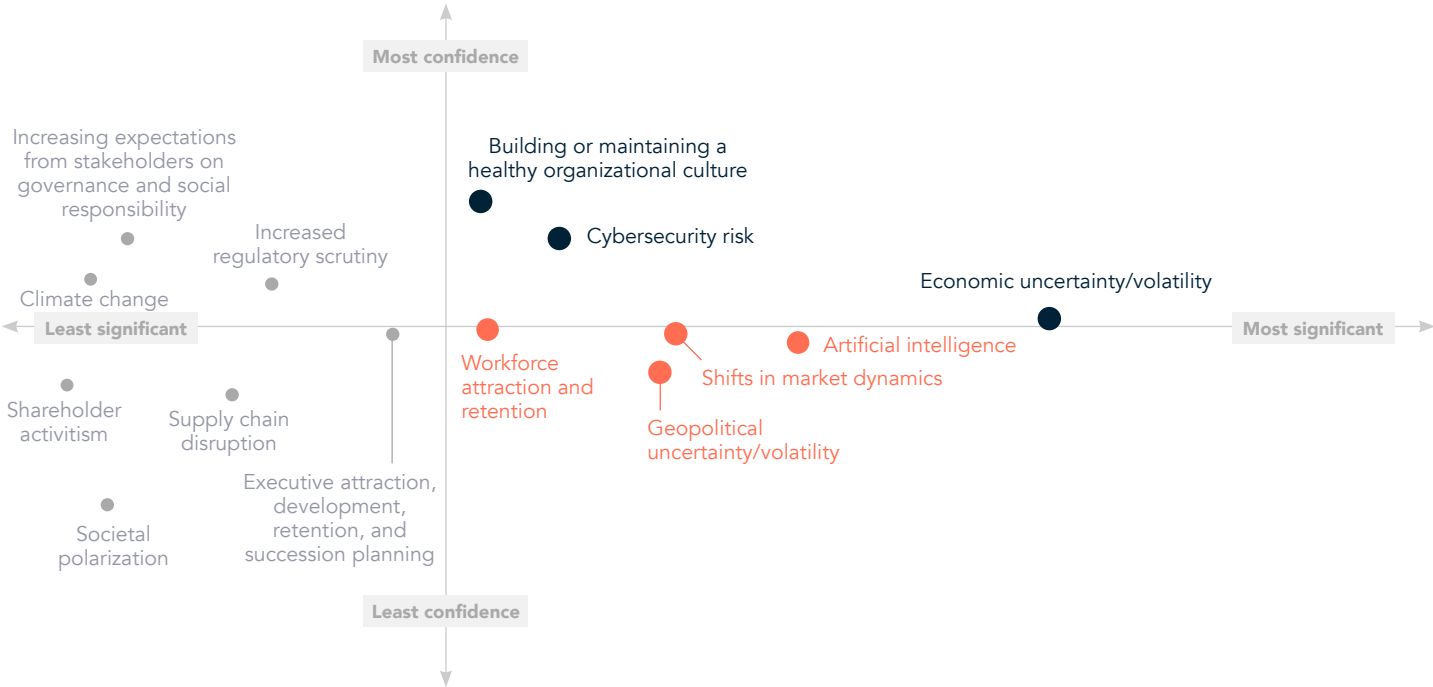 Most confidence
Increasing expectations
from stakeholders on
governance and social
responsibility
Increased
regulatory scrutiny
Building or maintaining a
healthy organizational culture
Cybersecurity risk
Economic uncertainty/volatility
Climate change
Least significant
Most significant
Workforce
attraction and
retention
Artificial intelligence
Shifts in market dynamics
Geopolitical
uncertainty/volatility
Shareholder
activitism
Supply chain
disruption
Executive attraction,
development,
retention, and
succession planning
Societal
polarization
Least confidence